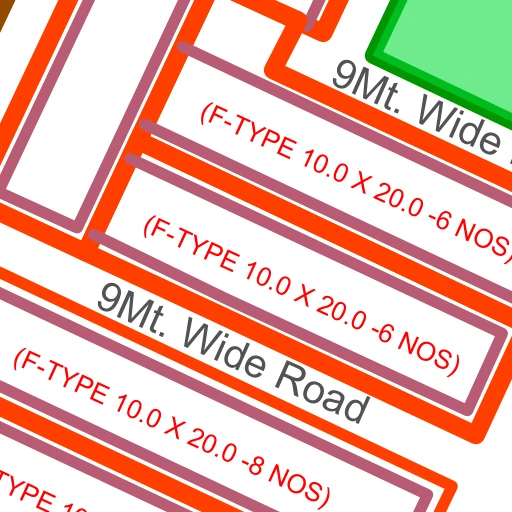 9Mt. Wide
(F-TYPE 10.0 X 20.0 -6 NOS)
(F-TYPE 10.0 X 20.0 -6 NOS)
9Mt. Wide Road
(F-TYPE 10.0 X 20.0 -8 NOS)
TYPE